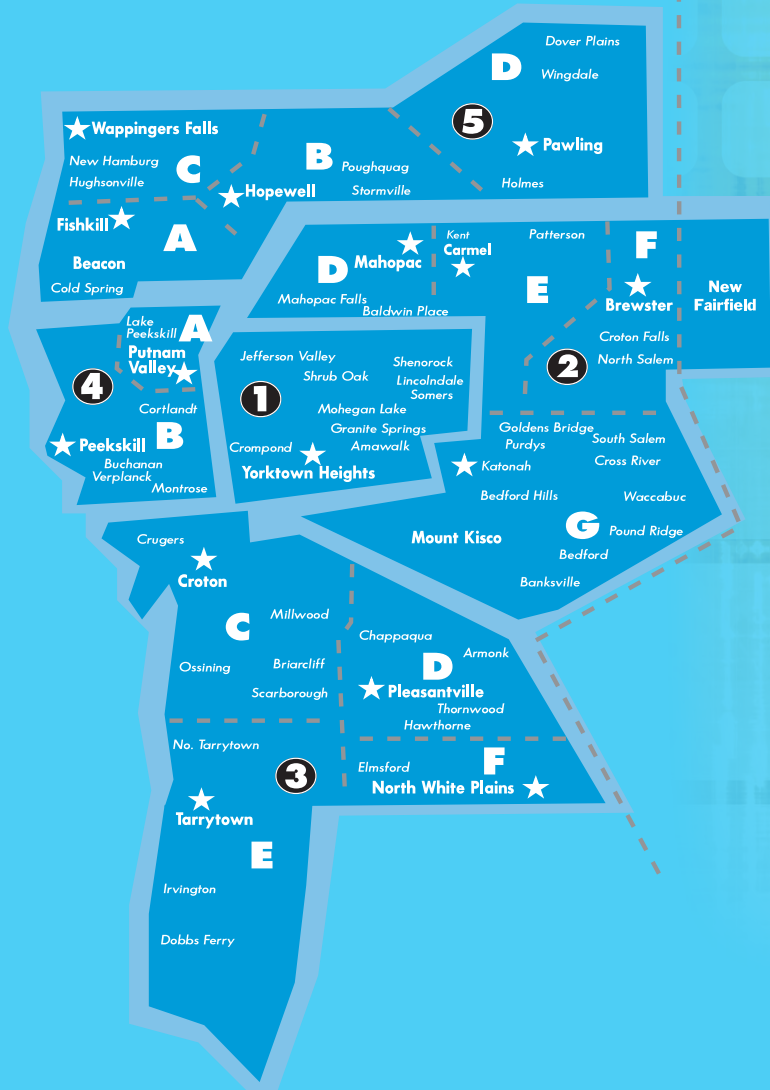 Dover Plains
D
Wingdale
5
Pawling
Holmes
Wappingers Falls
New Hamburg
C
Hughsonville
B
Poughquag
Hopewell
Stormville
Fishkill
A
Beacon
Cold Spring
Kent
Carmel
Patterson
F
D
Mahopac
E
Mahopac Falls
Baldwin Place
Brewster
New
Fairfield
Croton Falls
North Salem
2
Lake
Peekskill
A
Putnam
Valley
4
Cortlandt
B
Peekskill
Buchanan
Verplanck
Montrose
Jefferson Valley
Shenorock
Shrub Oak
Lincolndale
Somers
1
Mohegan Lake
Granite Springs
Amawalk
Crompond
Yorktown Heights
Goldens Bridge
South Salem
Purdys
Cross River
Katonah
Bedford Hills
Waccabuc
G
Pound Ridge
Mount Kisco
Bedford
Banksville
Crugers
Croton
Millwood
C
Ossining
Briarcliff
Scarborough
Chappaqua
Armonk
D
Pleasantville
Thornwood
Hawthorne
No. Tarrytown
3
Elmsford
F
North White Plains
Tarrytown
E
Irvington
Dobbs Ferry